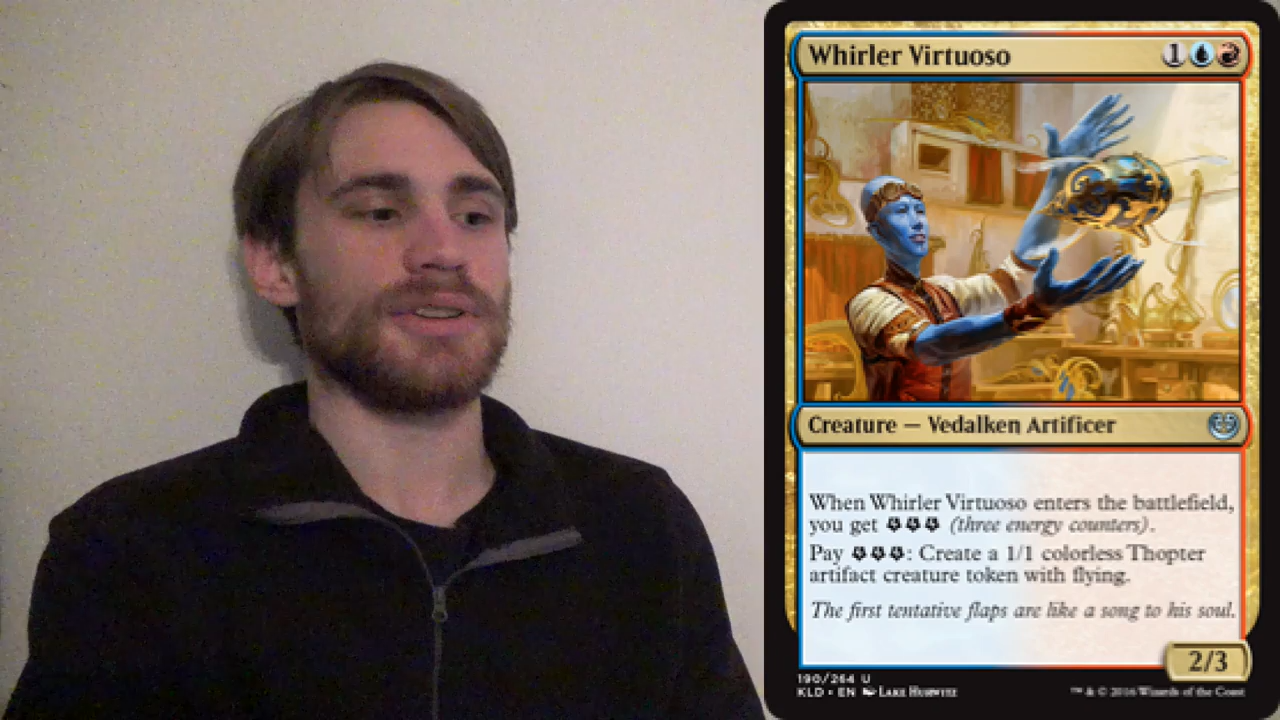 Whirler Virtuoso 1
Creature — Vedalken Artificer
When Whirler Virtuoso enters the battlefield,
you get (three energy counters).
Pay : Create a 1/1 colorless Thopter
artifact creature token with flying.
The first tentative flaps are like a song to his soul.
2/3
190/264 U
KLD • EN Lake Hurwitz
™ & © 2016 Wizards of the Coast